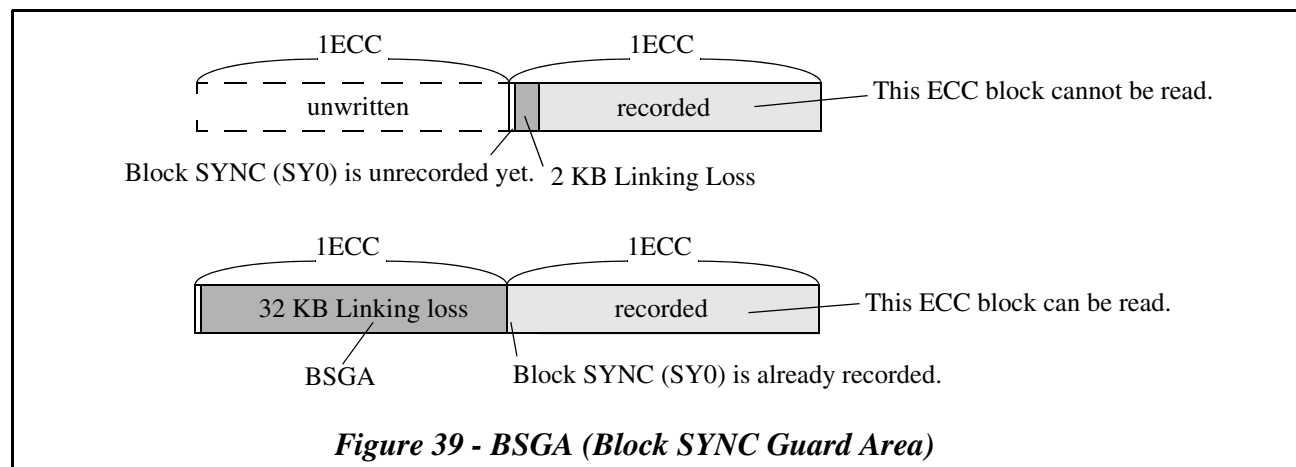 1ECC 1ECC
unwritten recorded This ECC block cannot be read.
Block SYNC (SY0) is unrecorded yet. 2 KB Linking Loss
1ECC 1ECC
32 KB Linking loss recorded This ECC block can be read.
BSGA Block SYNC (SY0) is already recorded.
Figure 39 - BSGA (Block SYNC Guard Area)